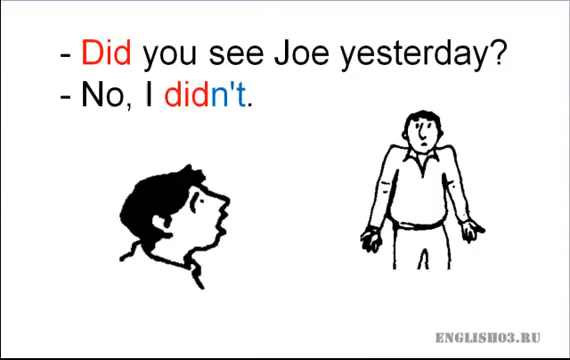 - Did you see Joe yesterday?
- No, I didn't.
ENGLISH03.RU